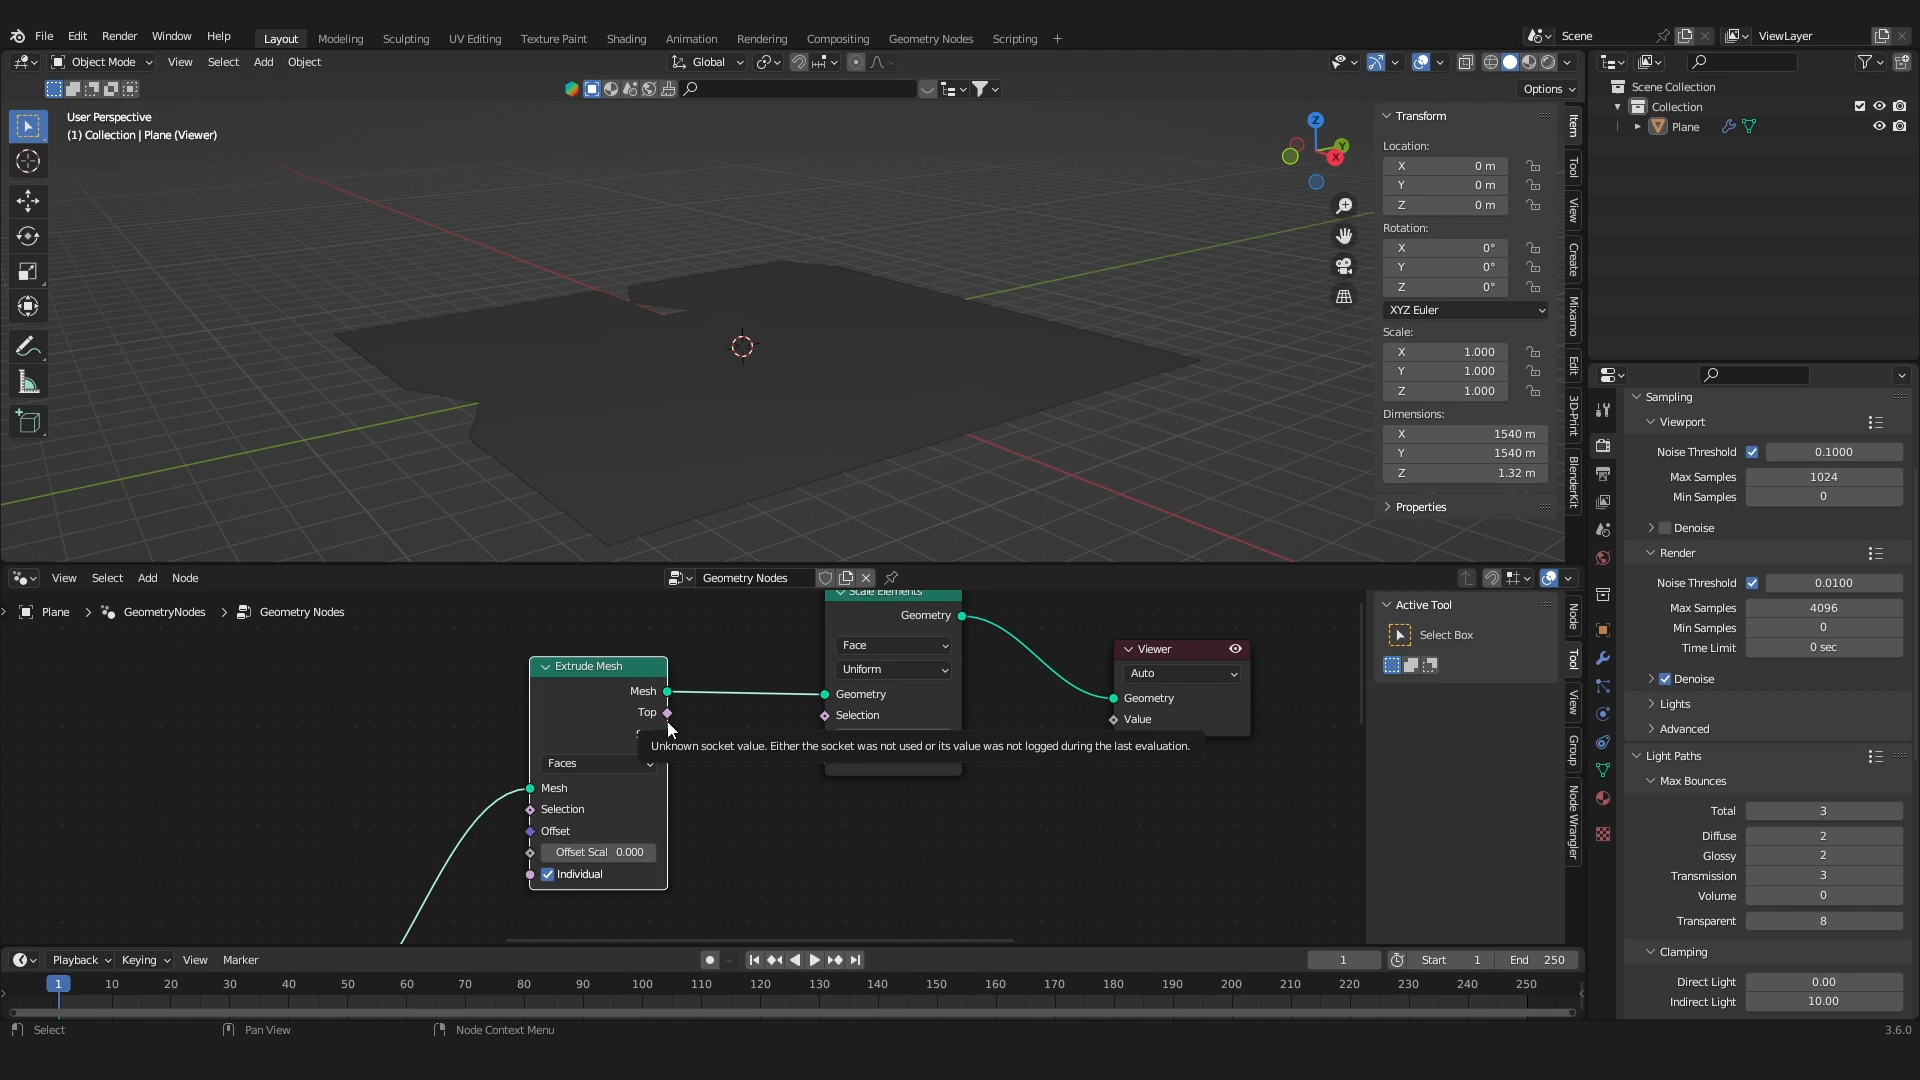 File Edit Render Window Help Layout Modeling Sculpting UV Editing Texture Paint Shading Animation Rendering Compositing Geometry Nodes Scripting + Scene ViewLayer
Object Mode View Select Add Object Global
Options
User Perspective
(1) Collection | Plane (Viewer)
Z
Y
X
Transform
Location:
X 0 m
Y 0 m
Z 0 m
Rotation:
X 0°
Y 0°
Z 0°
XYZ Euler
Scale:
X 1.000
Y 1.000
Z 1.000
Dimensions:
X 1540 m
Y 1540 m
Z 1.32 m
Properties
Item
Tool
View
Create
Mixamo
Edit
3D-Print
BlenderKit
Scene Collection
Collection
Plane
Sampling
Viewport
Noise Threshold 0.1000
Max Samples 1024
Min Samples 0
Denoise
Render
Noise Threshold 0.0100
Max Samples 4096
Min Samples 0
Time Limit 0 sec
Denoise
Lights
Advanced
Light Paths
Max Bounces
Total 3
Diffuse 2
Glossy 2
Transmission 3
Volume 0
Transparent 8
Clamping
Direct Light 0.00
Indirect Light 10.00
View Select Add Node Geometry Nodes
Plane GeometryNodes Geometry Nodes
Extrude Mesh
Mesh
Top
Faces
Mesh
Selection
Offset
Offset Scal 0.000
Individual
Scale Elements
Geometry
Face
Uniform
Geometry
Selection
Viewer
Auto
Geometry
Value
Unknown socket value. Either the socket was not used or its value was not logged during the last evaluation.
Active Tool
Select Box
Node
Tool
View
Group
Node Wrangler
Playback Keying View Marker 1 Start 1 End 250
1 10 20 30 40 50 60 70 80 90 100 110 120 130 140 150 160 170 180 190 200 210 220 230 240 250
Select Pan View Node Context Menu 3.6.0